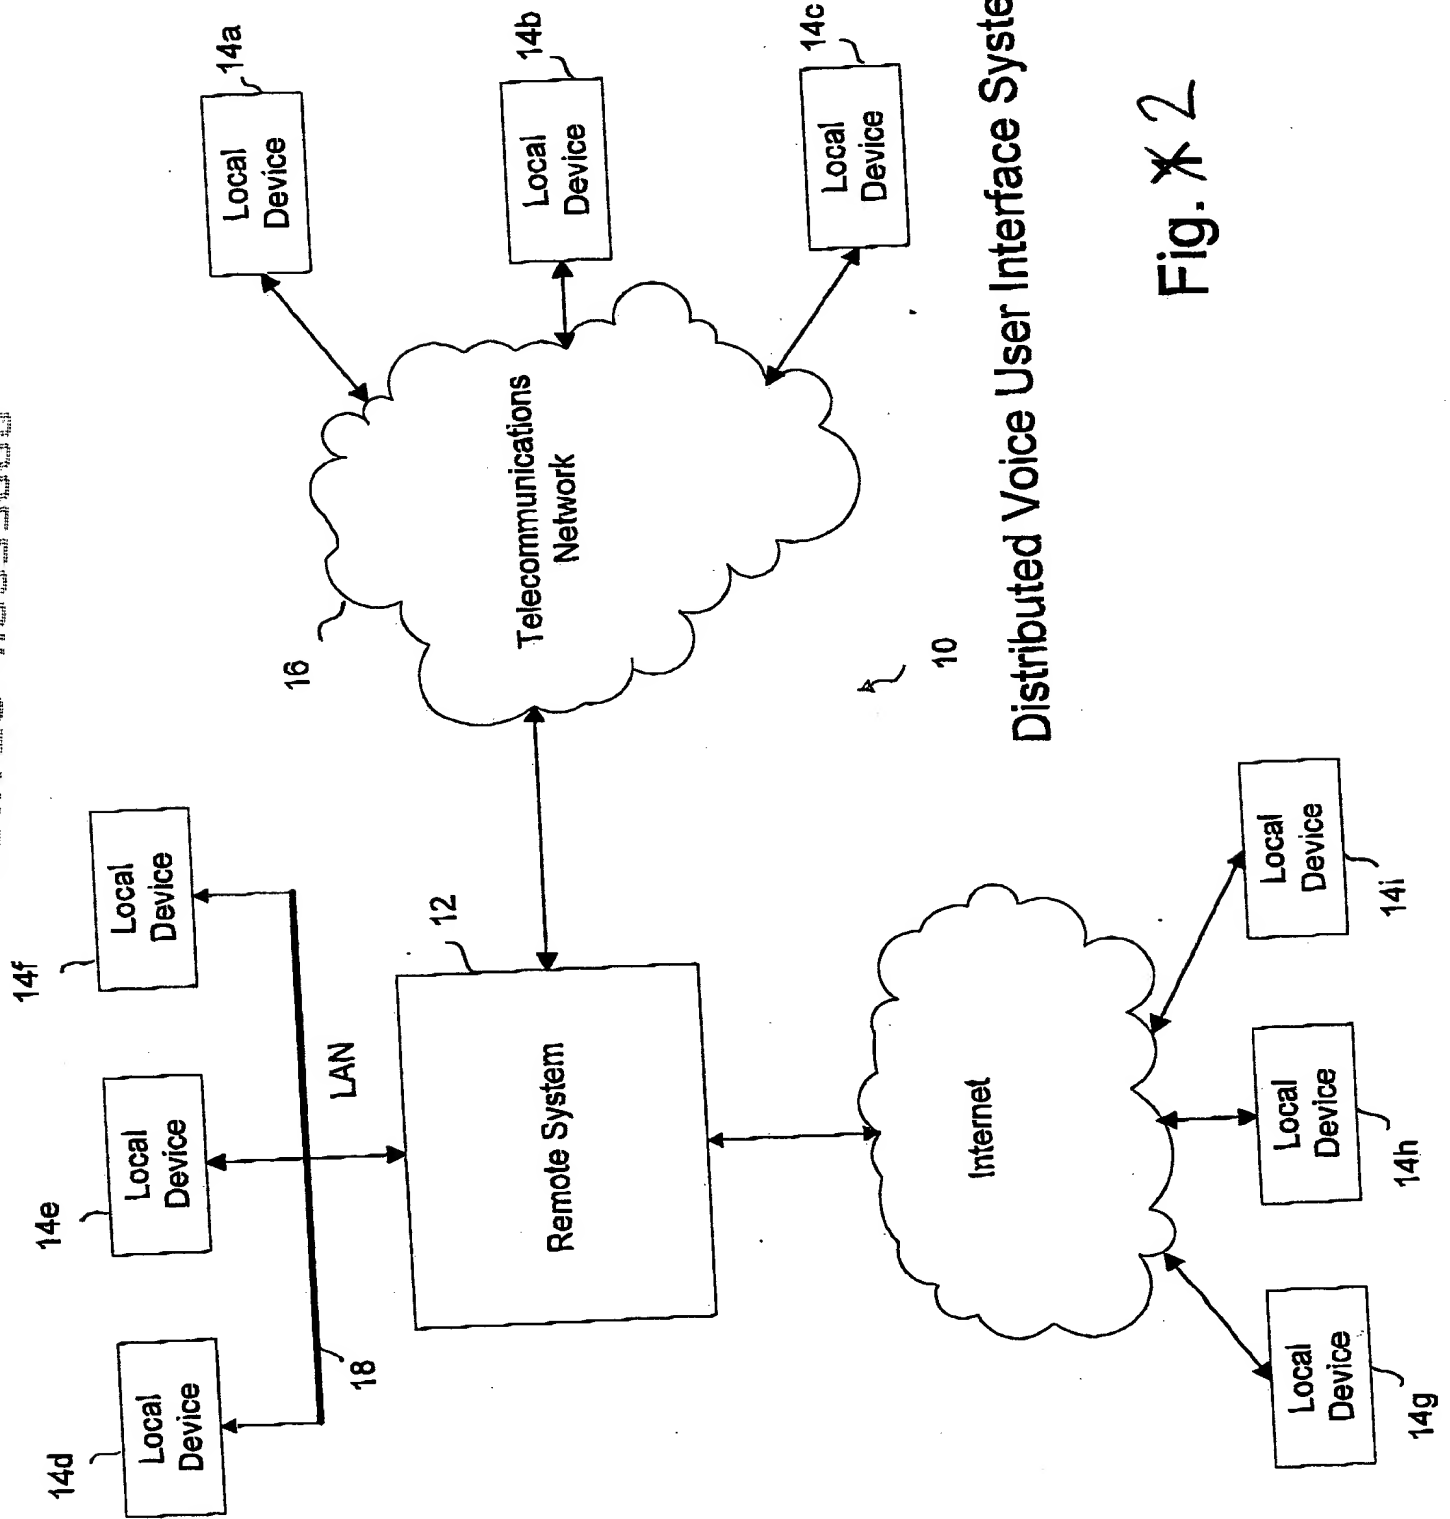 14d
Local
Device
14e
Local
Device
14f
Local
Device
18
LAN
12
Remote System
16
Telecommunications
Network
14a
Local
Device
14b
Local
Device
14c
Local
Device
Internet
10
14g
Local
Device
14h
Local
Device
14i
Local
Device
Distributed Voice User Interface Syste
Fig. 2